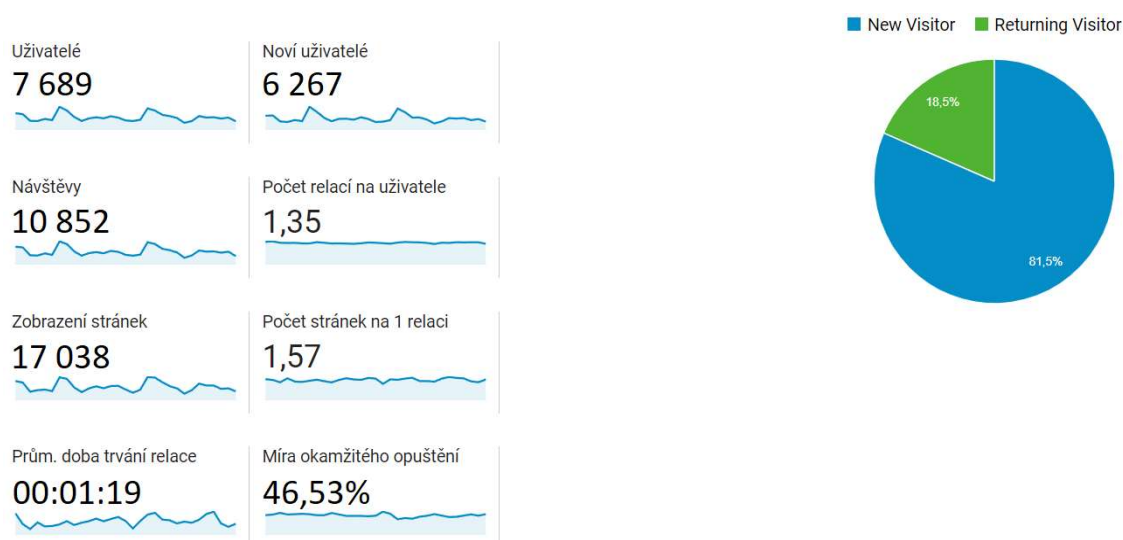 New Visitor
Returning Visitor
Uživatelé
7 689
Noví uživatelé
6 267
18,5%
81,5%
Návštěvy
10 852
Počet relací na uživatele
1,35
Zobrazení stránek
17 038
Počet stránek na 1 relaci
1,57
Prům. doba trvání relace
00:01:19
Míra okamžitého opuštění
46,53%